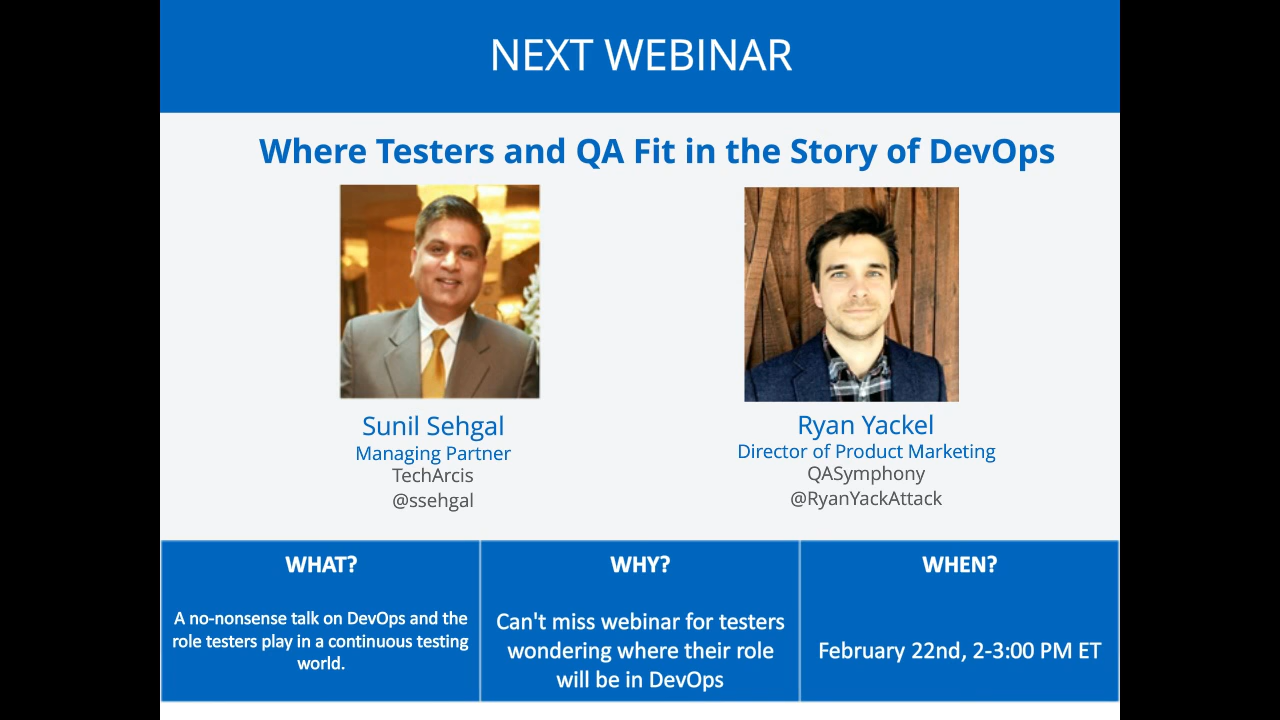 NEXT WEBINAR
Where Testers and QA Fit in the Story of DevOps
Sunil Sehgal
Managing Partner
TechArcis
@ssehgal
Ryan Yackel
Director of Product Marketing
QASymphony
@RyanYackAttack
WHAT?
A no-nonsense talk on DevOps and the
role testers play in a continuous testing
world.
WHY?
Can't miss webinar for testers
wondering where their role
will be in DevOps
WHEN?
February 22nd, 2-3:00 PM ET